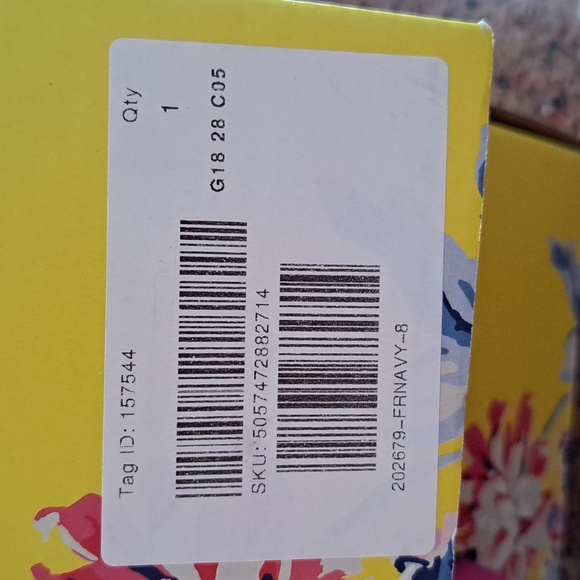 Tag ID: 157544 Qty
1
G18 28 C05
SKU: 5057472882714
202679-FRNAVY-8